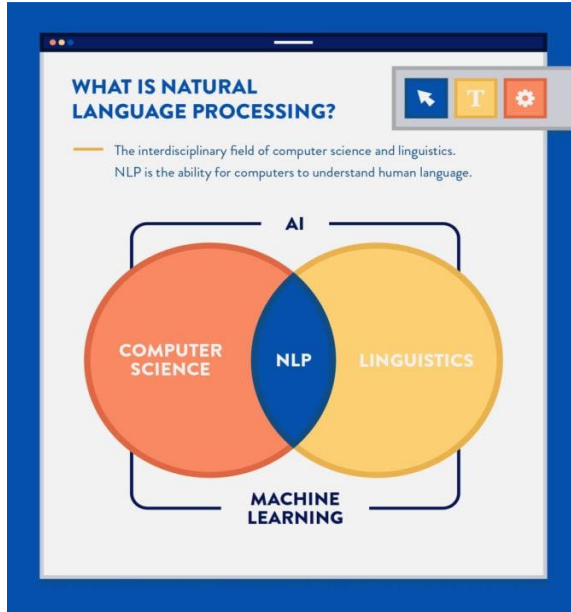 WHAT IS NATURAL
LANGUAGE PROCESSING?
T
The interdisciplinary field of computer science and linguistics.
NLP is the ability for computers to understand human language.
AI
COMPUTER
SCIENCE
NLP
LINGUISTICS
MACHINE
LEARNING